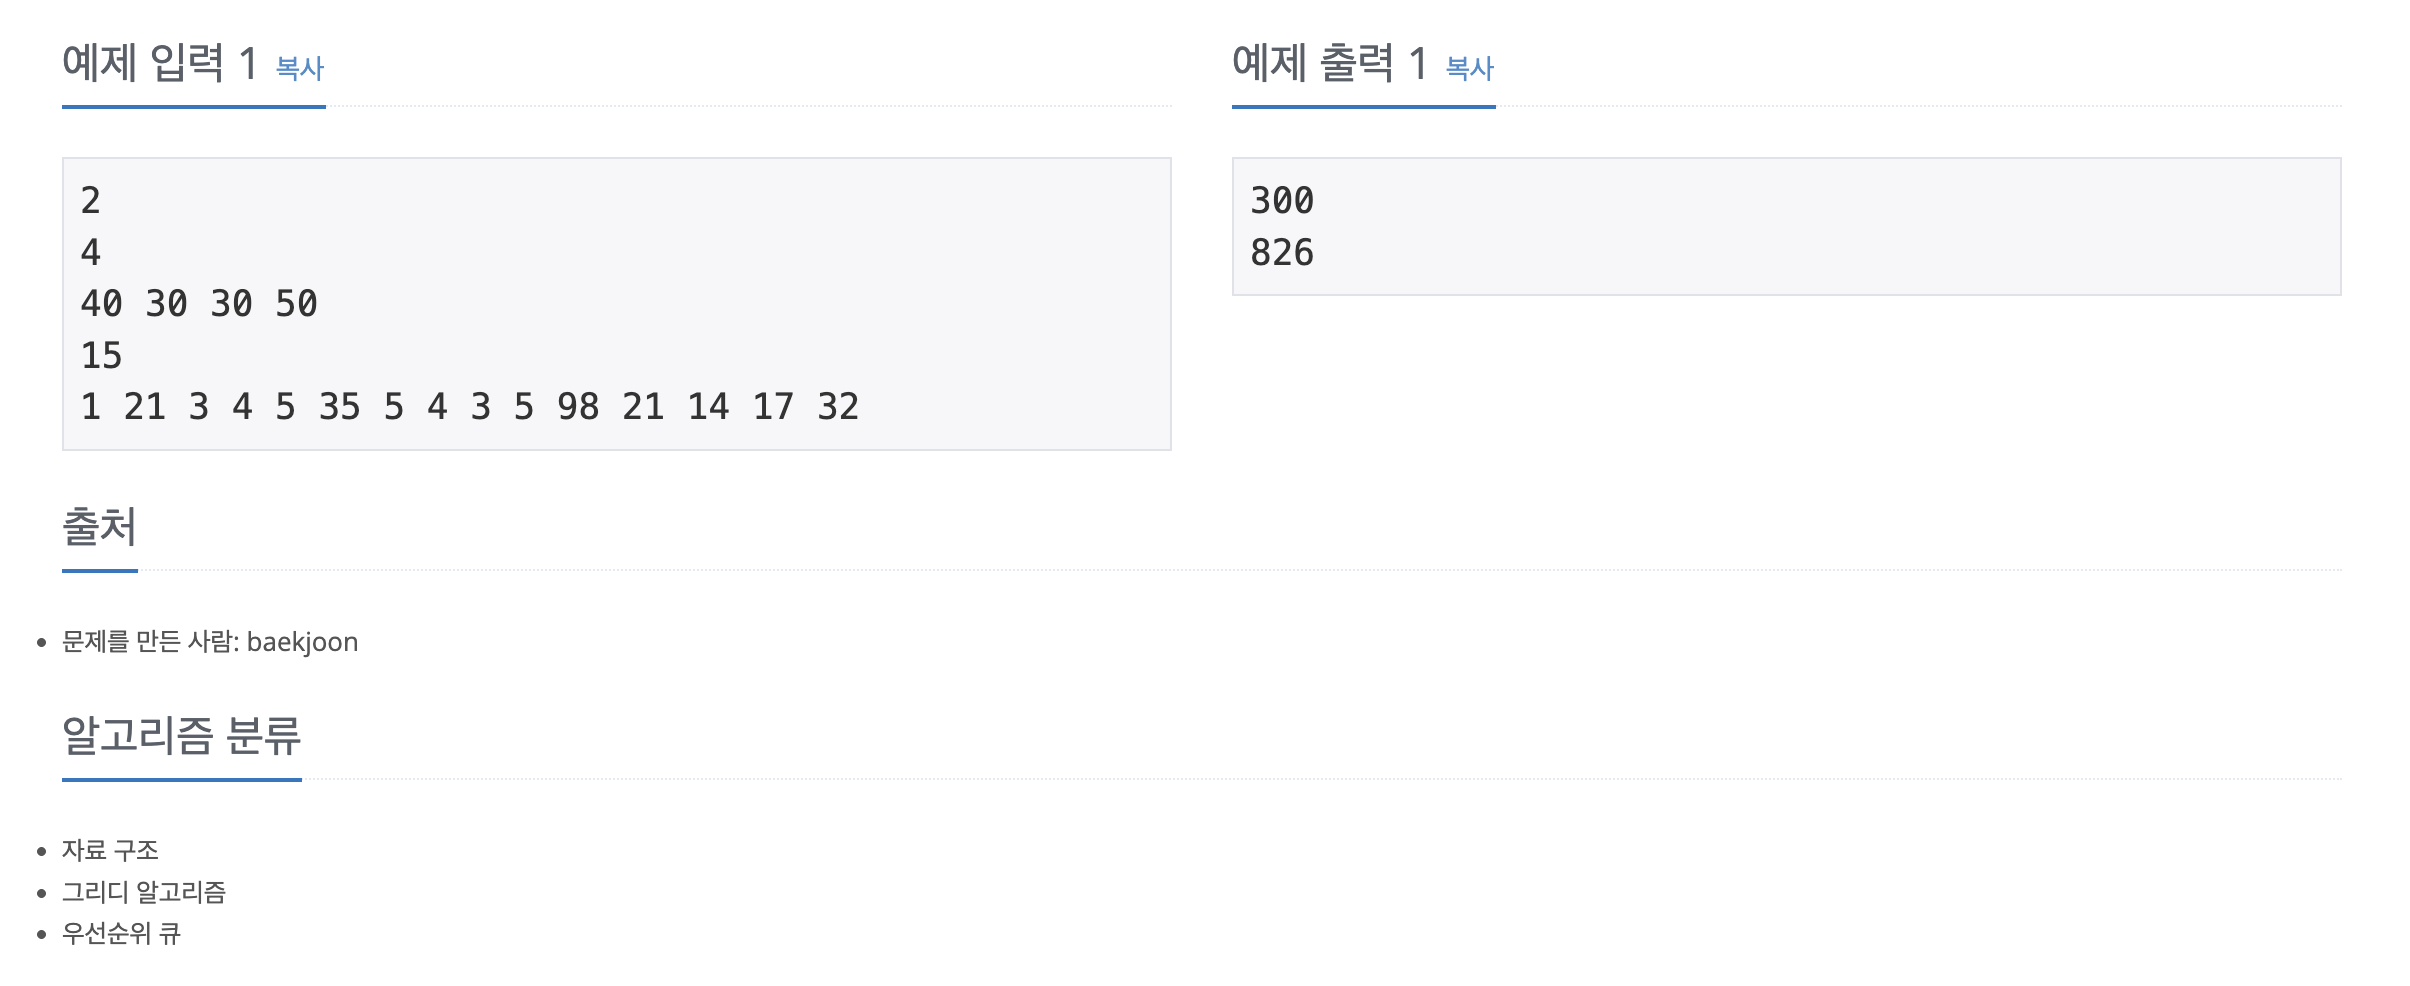 예제 입력 1 복사
2
4
40 30 30 50
15
1 21 3 4 5 35 5 4 3 5 98 21 14 17 32
예제 출력 1 복사
300
826
출처
문제를 만든 사람: baekjoon
알고리즘 분류
자료 구조
그리디 알고리즘
우선순위 큐